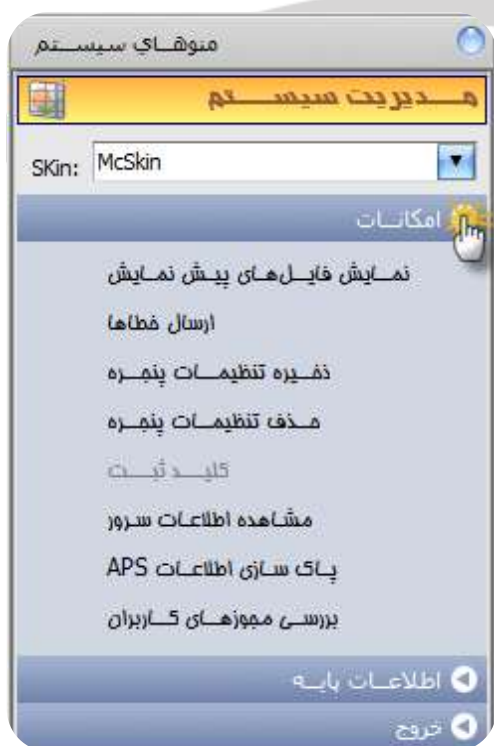 منوهاي سیستم
مدیریت سیستم
SKin: McSkin
امکانات
نمایش فایل‌های پیش نمایش
ارسال خطاها
ذخیره تنظیمات پنجره
حذف تنظیمات پنجره
کلید ثبت
مشاهده اطلاعات سرور
پاک سازی اطلاعات APS
بررسی مجوزهای کاربران
اطلاعات پایه
خروج